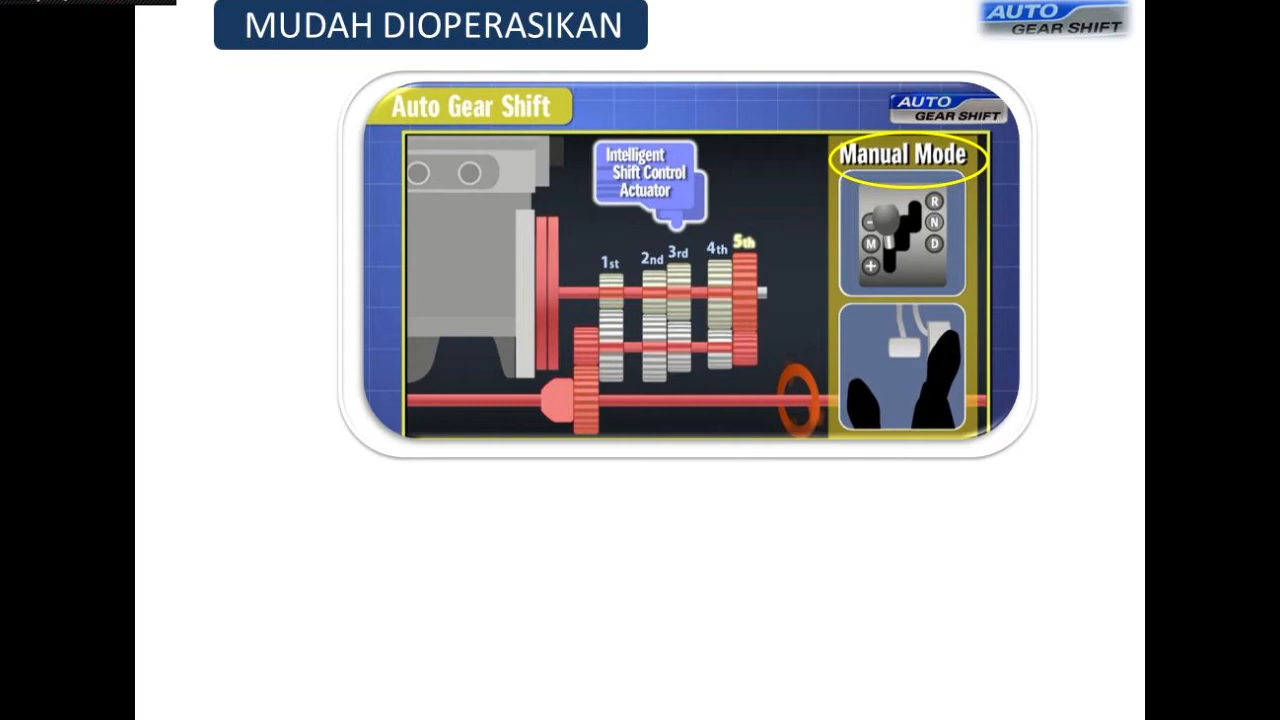 MUDAH DIOPERASIKAN
AUTO
GEAR SHIFT
Auto Gear Shift
AUTO
GEAR SHIFT
Intelligent
Shift Control
Actuator
Manual Mode
1st
2nd
3rd
4th
5th
R
-
N
M
D
+